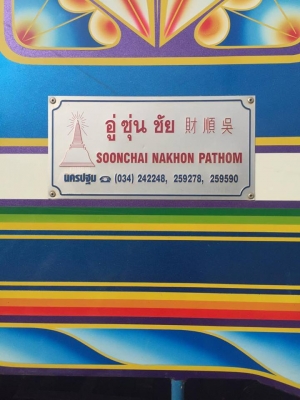 อู่ ซุ่น ชัย 財順吳
SOONCHAI NAKHON PATHOM
นครปฐม ☎ (034) 242248, 259278, 259590